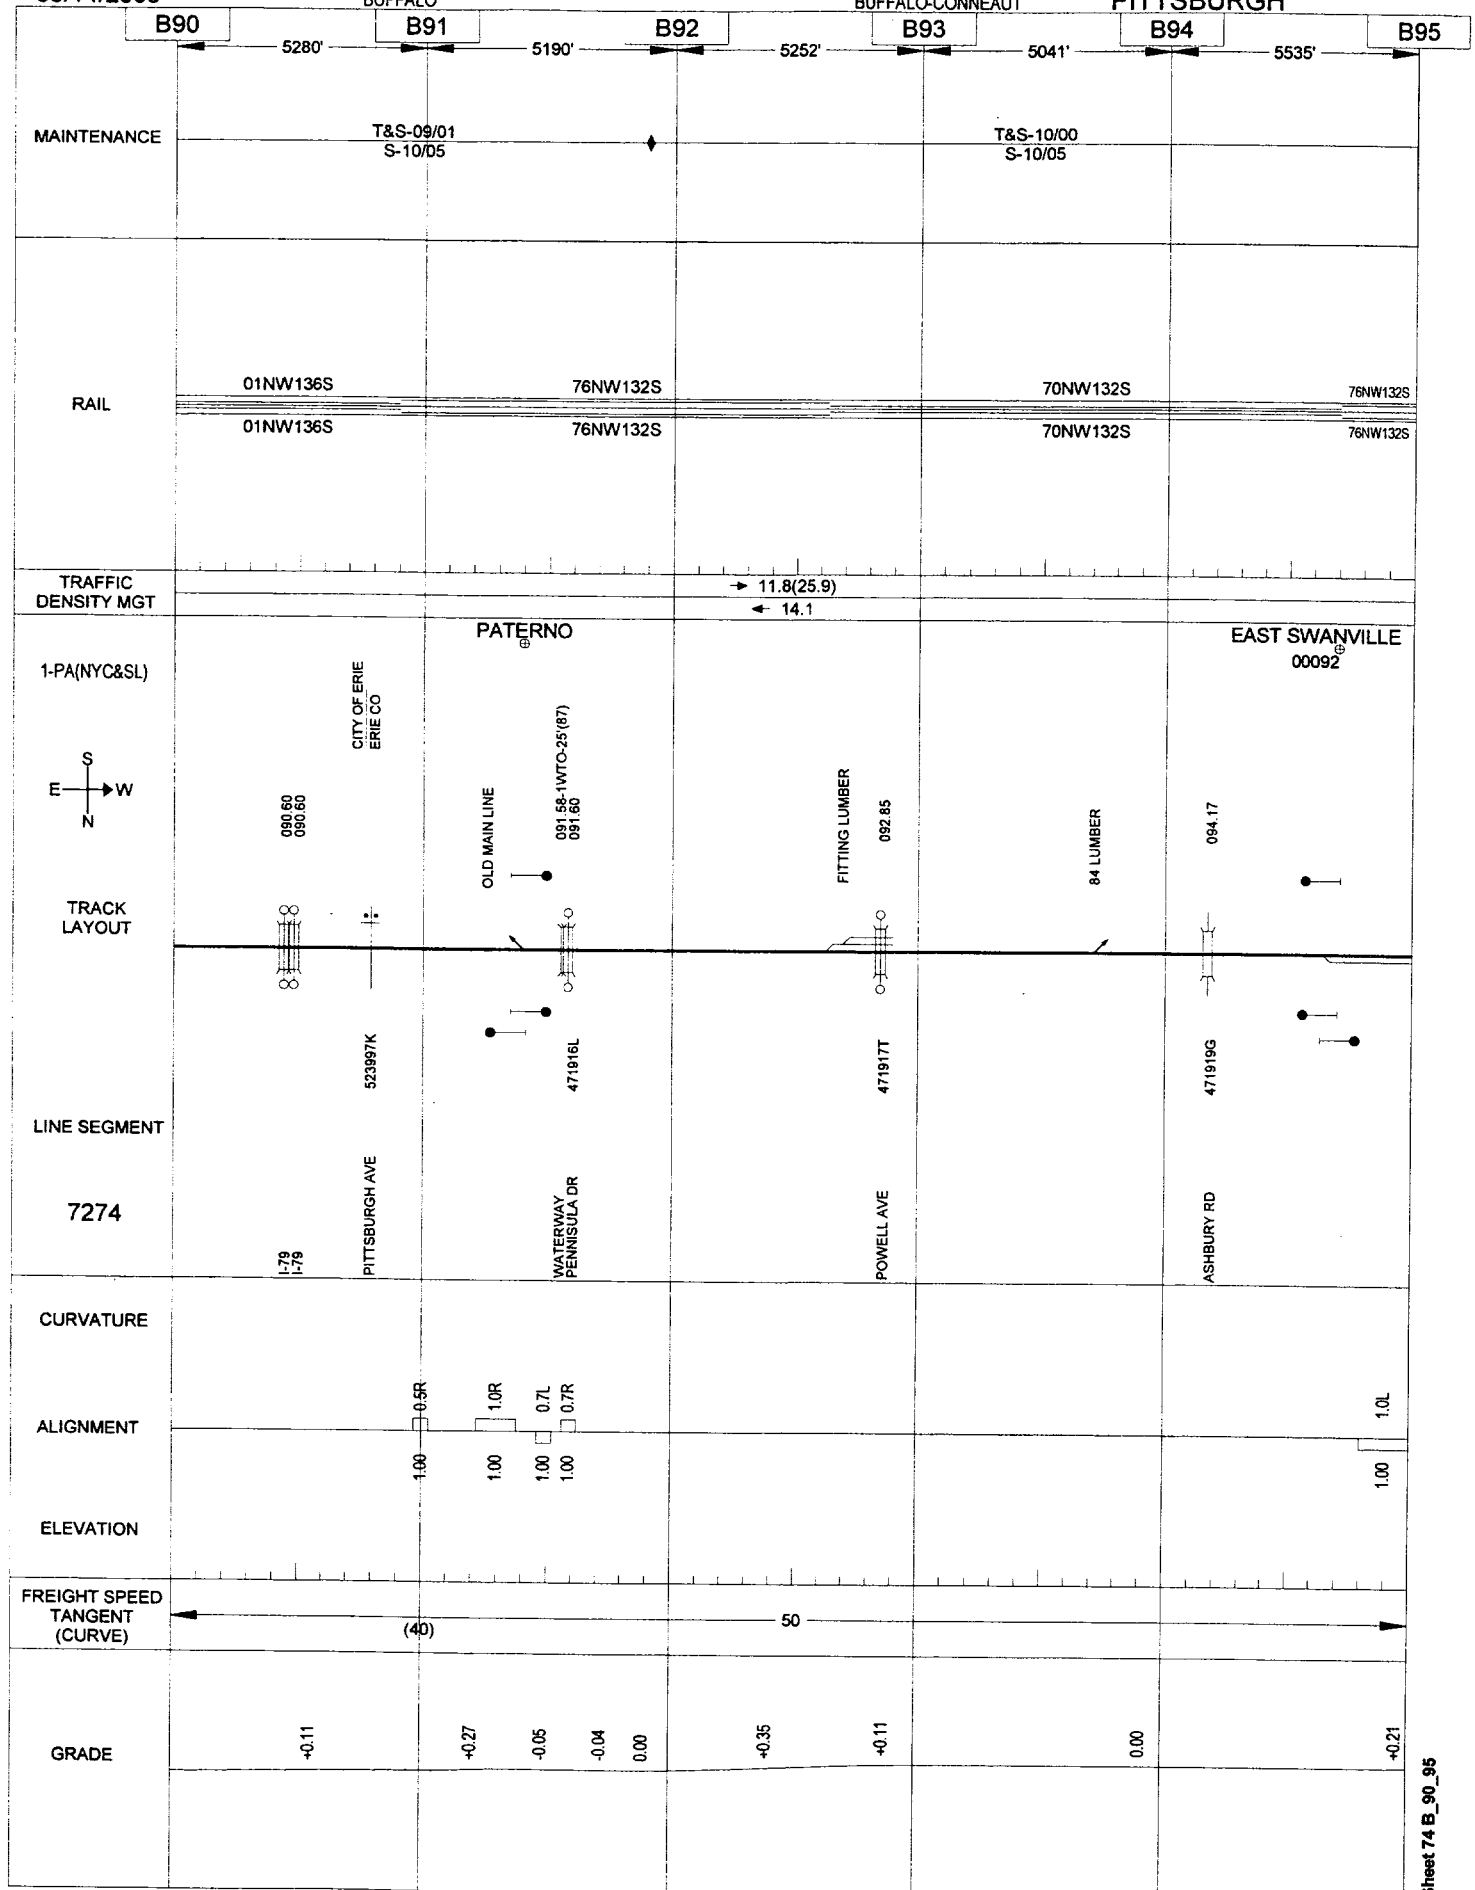 BUFFALO
BUFFALO-CONNEAUT
PITTSBURGH
B90
B91
B92
B93
B94
B95
5280'
5190'
5252'
5041'
5535'
MAINTENANCE
T&S-09/01
S-10/05
T&S-10/00
S-10/05
RAIL
01NW136S
76NW132S
70NW132S
76NW132S
01NW136S
76NW132S
70NW132S
76NW132S
TRAFFIC
DENSITY MGT
11.8(25.9)
14.1
1-PA(NYC&SL)
PATERNO
EAST SWANVILLE
00092
CITY OF ERIE
ERIE CO
S
E
W
N
090.60
090.60
OLD MAIN LINE
091.58-1WTO-25'(87)
091.60
FITTING LUMBER
092.85
84 LUMBER
094.17
TRACK
LAYOUT
523997K
471916L
471917T
471919G
LINE SEGMENT
7274
I-79
I-79
PITTSBURGH AVE
WATERWAY
PENNISULA DR
POWELL AVE
ASHBURY RD
CURVATURE
0.5R
1.0R
0.7L
0.7R
1.0L
ALIGNMENT
1.00
1.00
1.00
1.00
1.00
ELEVATION
FREIGHT SPEED
TANGENT
(CURVE)
(40)
50
GRADE
+0.11
+0.27
-0.05
-0.04
0.00
+0.35
+0.11
0.00
+0.21
Sheet 74 B_90_95